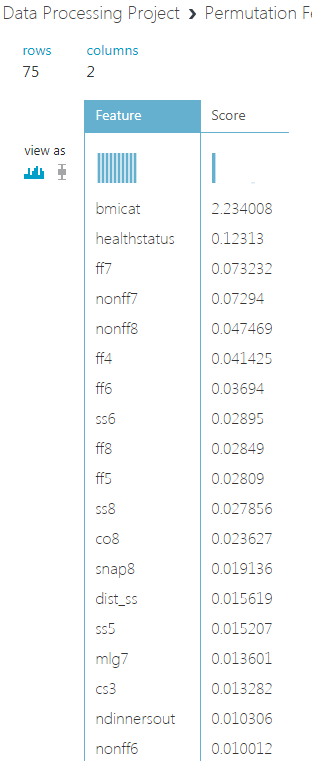 Data Processing Project > Permutation Fe
rows columns
75 2
Feature Score
view as
bmicat 2.234008
healthstatus 0.12313
ff7 0.073232
nonff7 0.07294
nonff8 0.047469
ff4 0.041425
ff6 0.03694
ss6 0.02895
ff8 0.02849
ff5 0.02809
ss8 0.027856
co8 0.023627
snap8 0.019136
dist_ss 0.015619
ss5 0.015207
mlg7 0.013601
cs3 0.013282
ndinnersout 0.010306
nonff6 0.010012